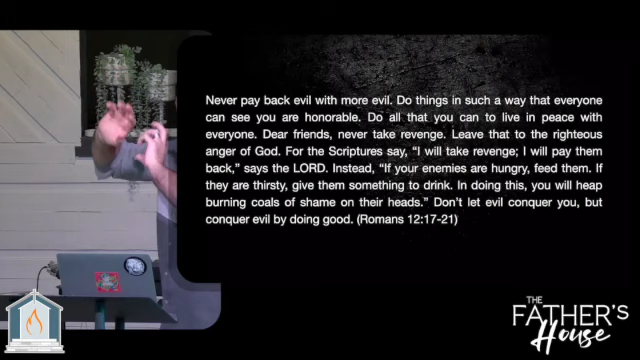 Never pay back evil with more evil. Do things in such a way that everyone
can see you are honorable. Do all that you can to live in peace with
everyone. Dear friends, never take revenge. Leave that to the righteous
anger of God. For the Scriptures say, “I will take revenge; I will pay them
back,” says the LORD. Instead, “If your enemies are hungry, feed them. If
they are thirsty, give them something to drink. In doing this, you will heap
burning coals of shame on their heads.” Don’t let evil conquer you, but
conquer evil by doing good. (Romans 12:17-21)
THE
FATHER'S
House